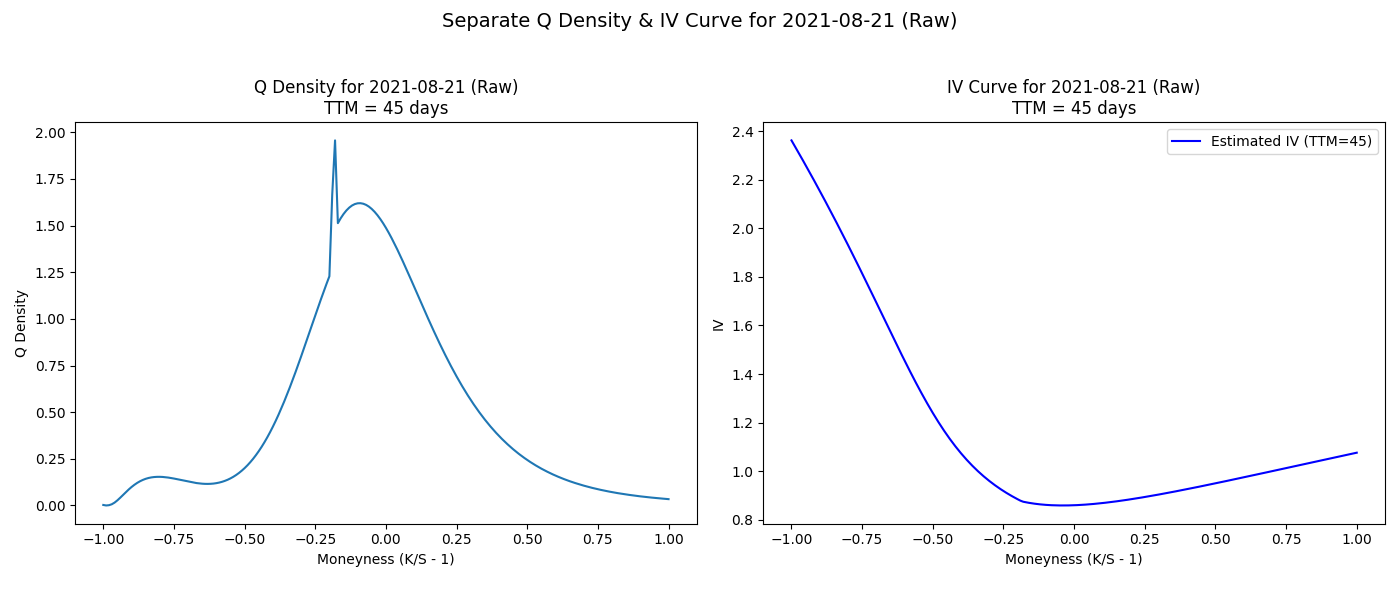 Separate Q Density & IV Curve for 2021-08-21 (Raw)
Q Density for 2021-08-21 (Raw)
TTM = 45 days
2.00
1.75
1.50
1.25
1.00
0.75
0.50
0.25
0.00
Q Density
−1.00 −0.75 −0.50 −0.25 0.00 0.25 0.50 0.75 1.00
Moneyness (K/S - 1)
IV Curve for 2021-08-21 (Raw)
TTM = 45 days
Estimated IV (TTM=45)
2.4
2.2
2.0
1.8
1.6
1.4
1.2
1.0
0.8
IV
−1.00 −0.75 −0.50 −0.25 0.00 0.25 0.50 0.75 1.00
Moneyness (K/S - 1)